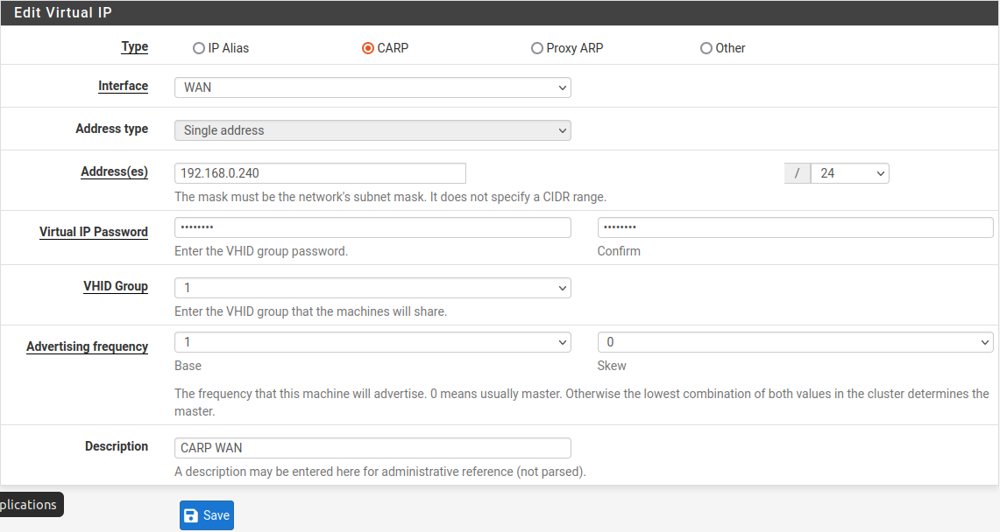 Edit Virtual IP
Type IP Alias CARP Proxy ARP Other
Interface WAN
Address type Single address
Address(es) 192.168.0.240 / 24
The mask must be the network's subnet mask. It does not specify a CIDR range.
Virtual IP Password •••••••• ••••••••
Enter the VHID group password. Confirm
VHID Group 1
Enter the VHID group that the machines will share.
Advertising frequency 1 0
Base Skew
The frequency that this machine will advertise. 0 means usually master. Otherwise the lowest combination of both values in the cluster determines the
master.
Description CARP WAN
A description may be entered here for administrative reference (not parsed).
plications
Save